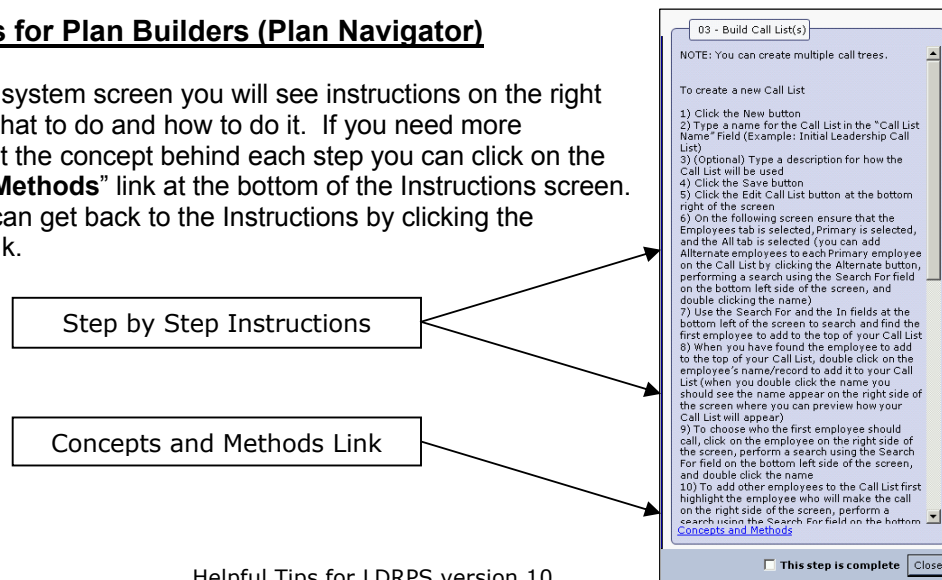 s for Plan Builders (Plan Navigator)
system screen you will see instructions on the right
hat to do and how to do it.  If you need more
t the concept behind each step you can click on the
Methods” link at the bottom of the Instructions screen.
can get back to the Instructions by clicking the
k.
Step by Step Instructions
Concepts and Methods Link
03 - Build Call List(s)
NOTE: You can create multiple call trees.
To create a new Call List
1) Click the New button
2) Type a name for the Call List in the “Call List
Name” Field (Example: Initial Leadership Call
List)
3) (Optional) Type a description for how the
Call List will be used
4) Click the Save button
5) Click the Edit Call List button at the bottom
right of the screen
6) On the following screen ensure that the
Employees tab is selected, Primary is selected,
and the All tab is selected (you can add
Allternate employees to each Primary employee
on the Call List by clicking the Alternate button,
performing a search using the Search For field
on the bottom left side of the screen, and
double clicking the name)
7) Use the Search For and the In fields at the
bottom left of the screen to search and find the
first employee to add to the top of your Call List
8) When you have found the employee to add
to the top of your Call List, double click on the
employee's name/record to add it to your Call
List (when you double click the name you
should see the name appear on the right side of
the screen where you can preview how your
Call List will appear)
9) To choose who the first employee should
call, click on the employee on the right side of
the screen, perform a search using the Search
For field on the bottom left side of the screen,
and double click the name
10) To add other employees to the Call List first
highlight the employee who will make the call
on the right side of the screen, perform a
search using the Search For field on the bottom
Concepts and Methods
This step is complete
Close
Helpful Tips for LDRPS version 10